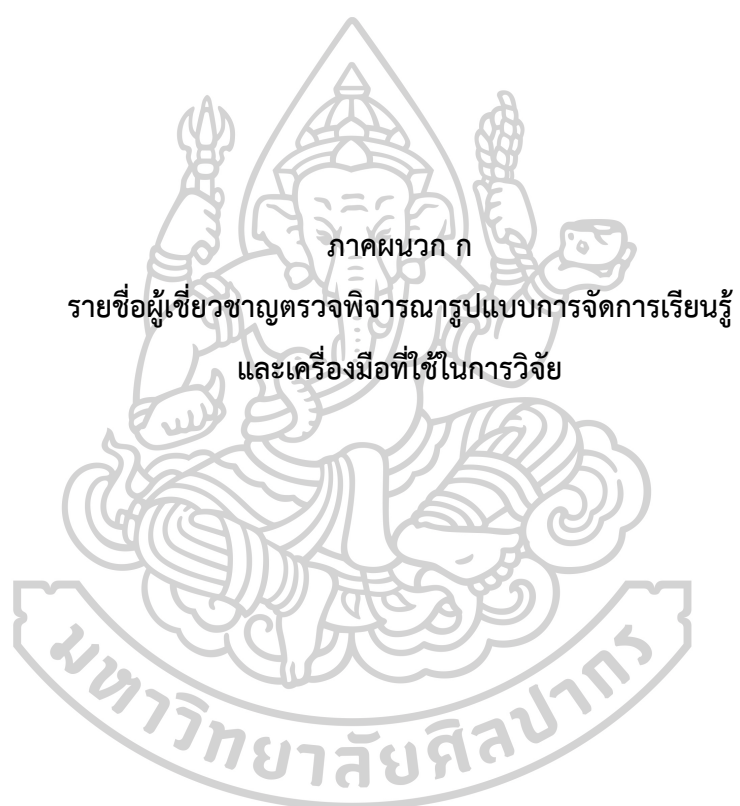 ภาคผนวก ก
รายชื่อผู้เชี่ยวชาญตรวจพิจารณารูปแบบการจัดการเรียนรู้
และเครื่องมือที่ใช้ในการวิจัย
มหาวิทยาลัยศิลปากร